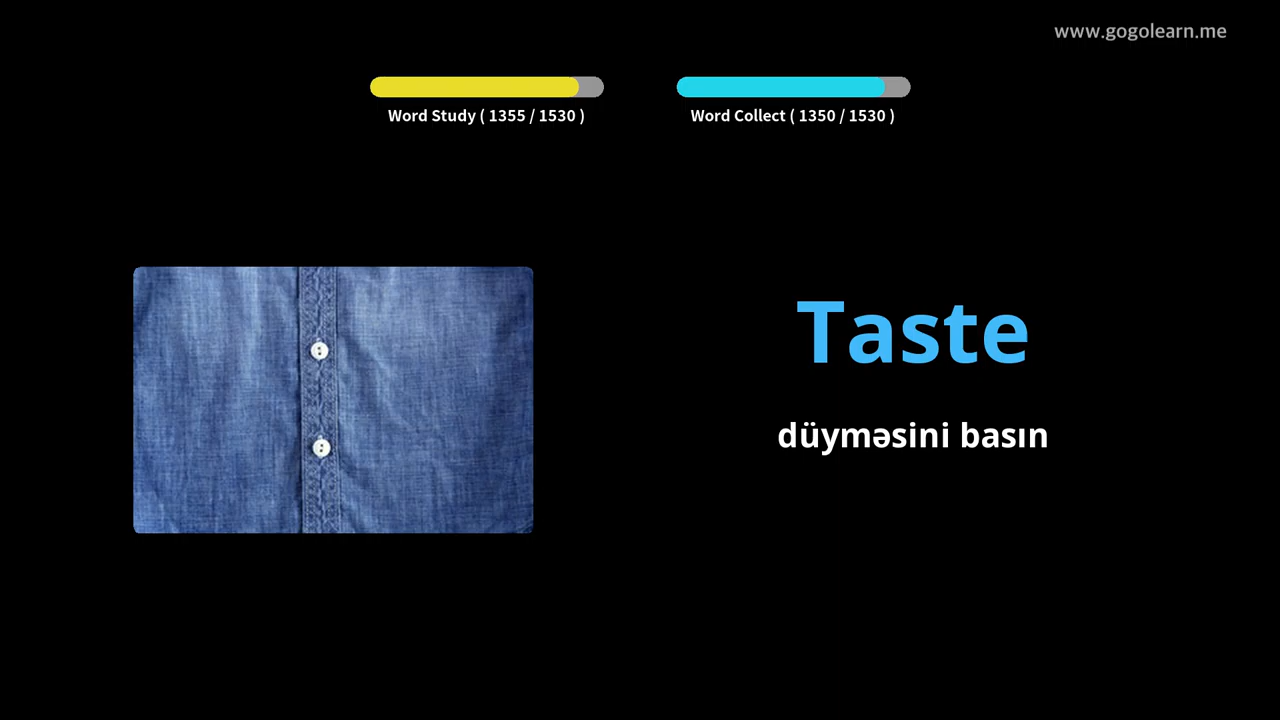 www.gogolearn.me
Word Study ( 1355 / 1530 )
Word Collect ( 1350 / 1530 )
Taste
düyməsini basın